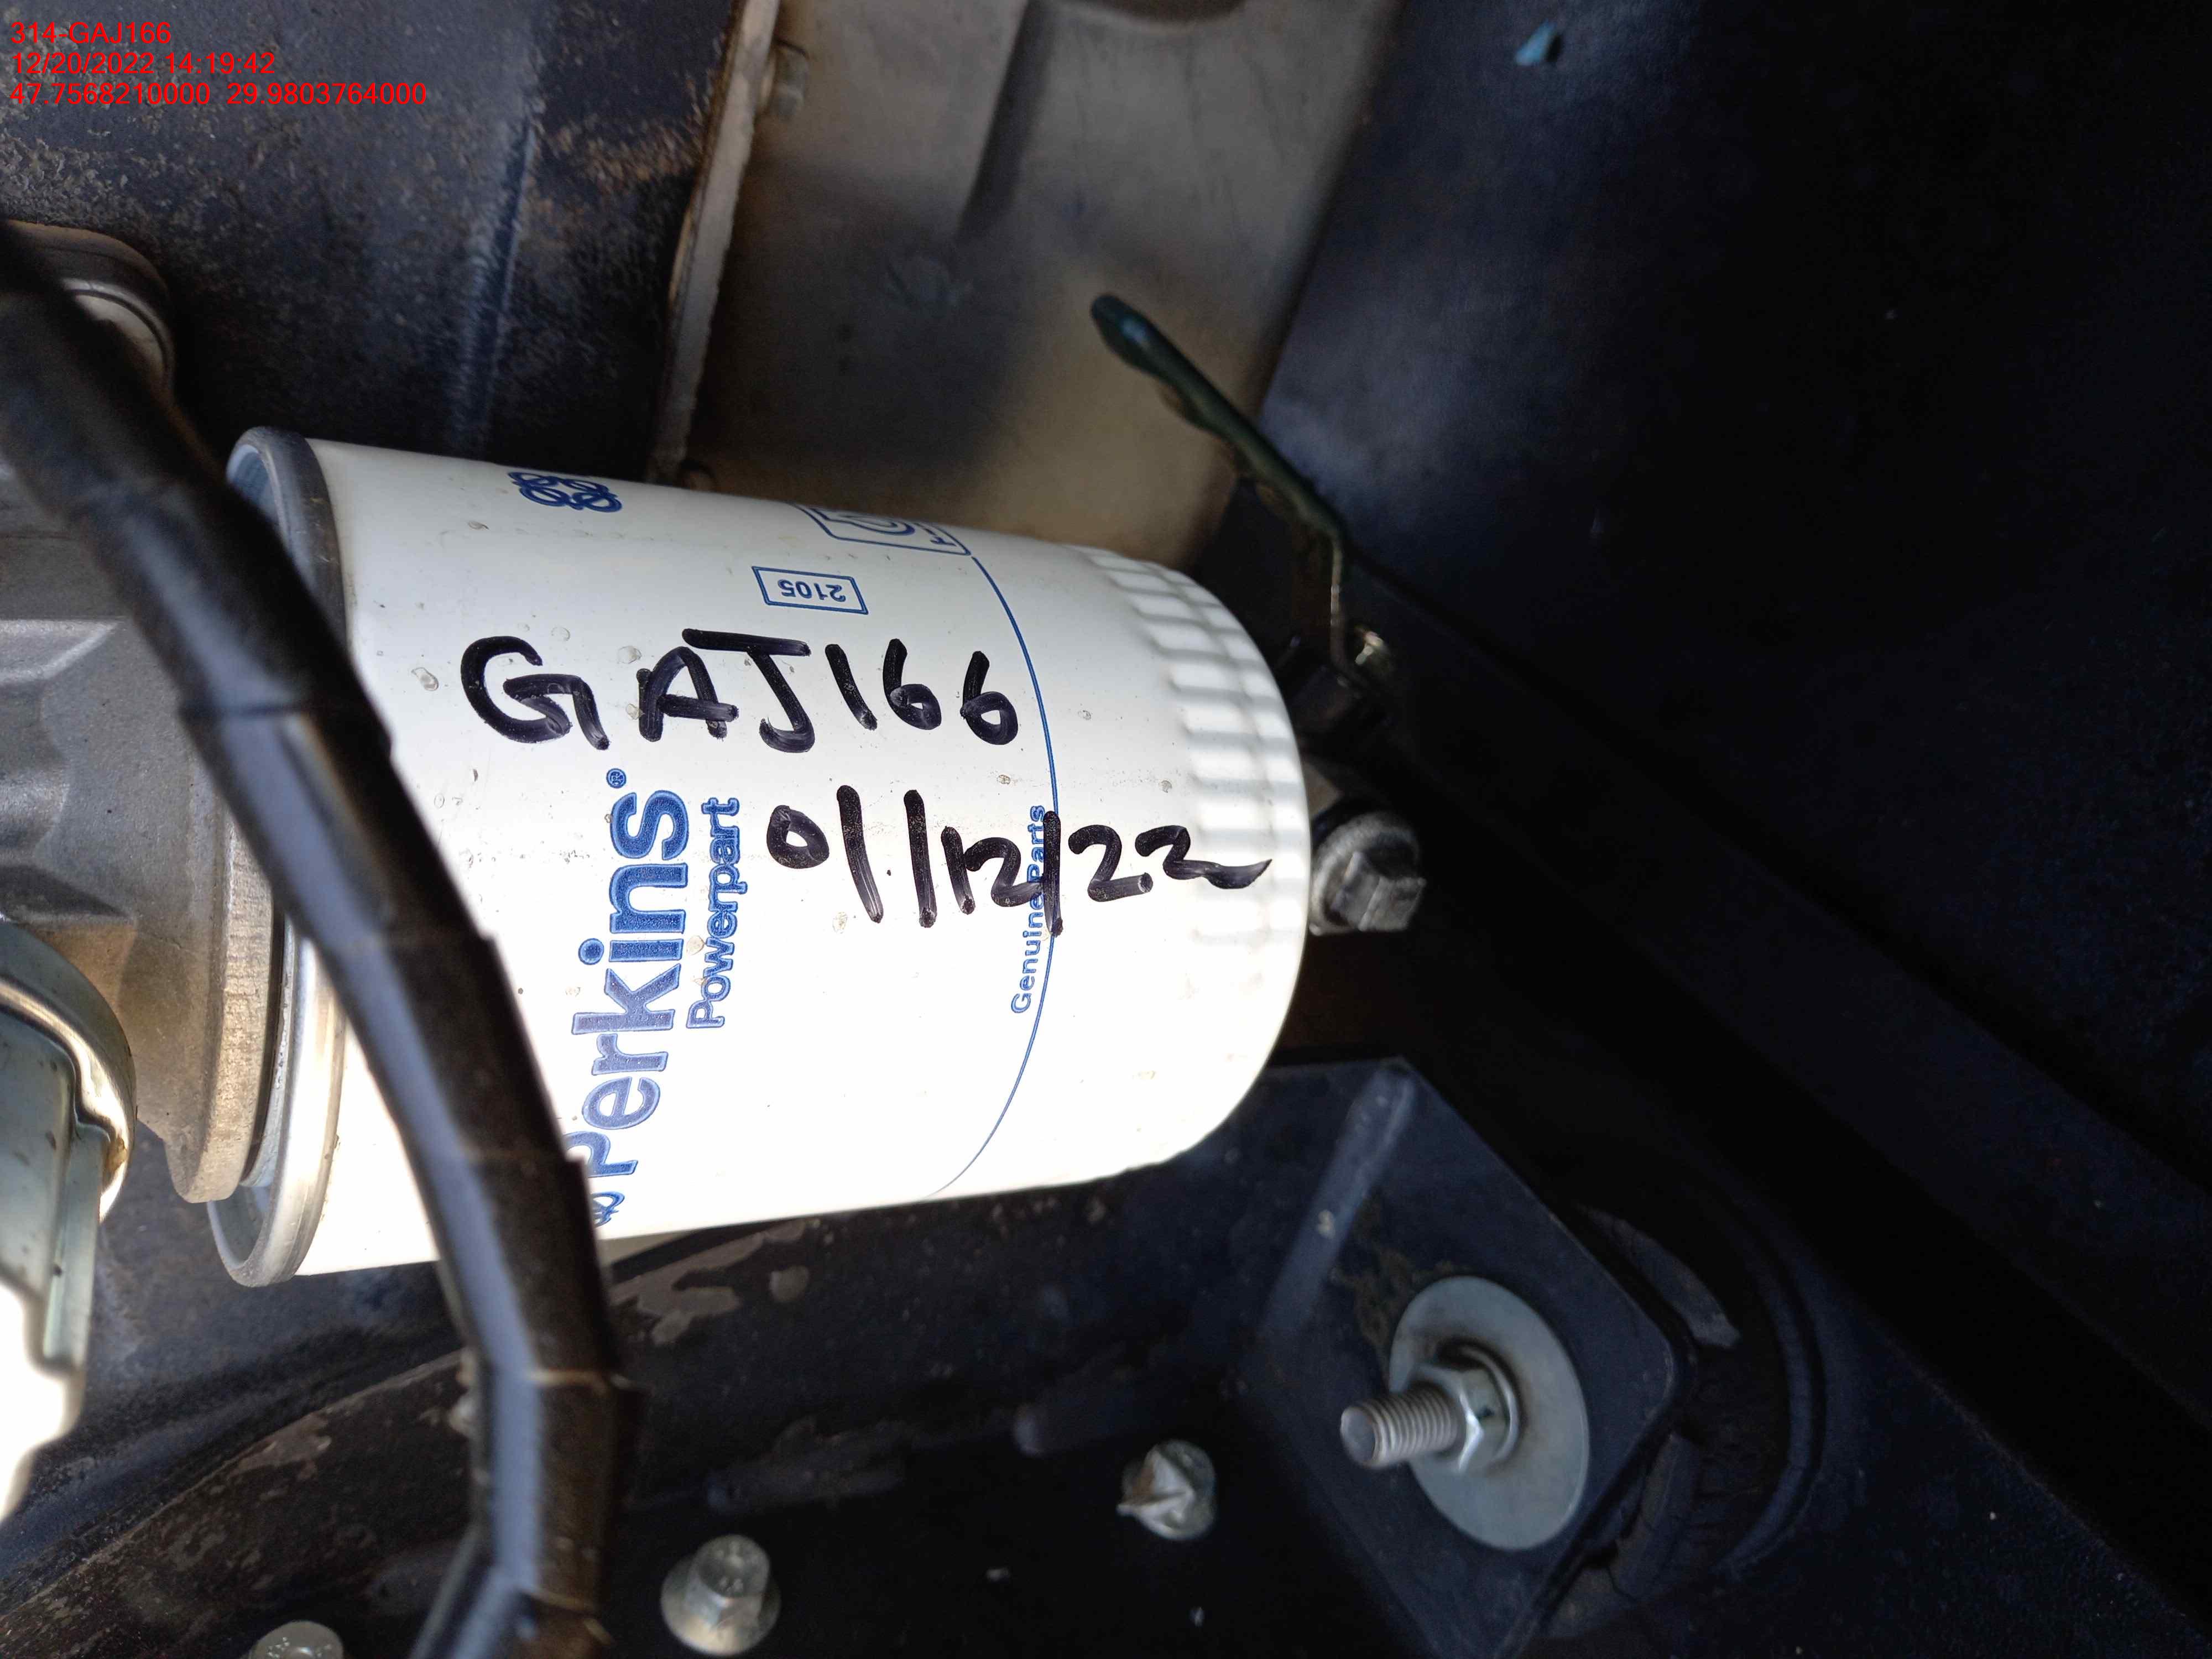 314-GAJ166
12/20/2022 14:19:42
47.7568210000 29.9803764000
2105
GAJ166
01/12/22
Perkins®
Powerpart
Genuine Parts